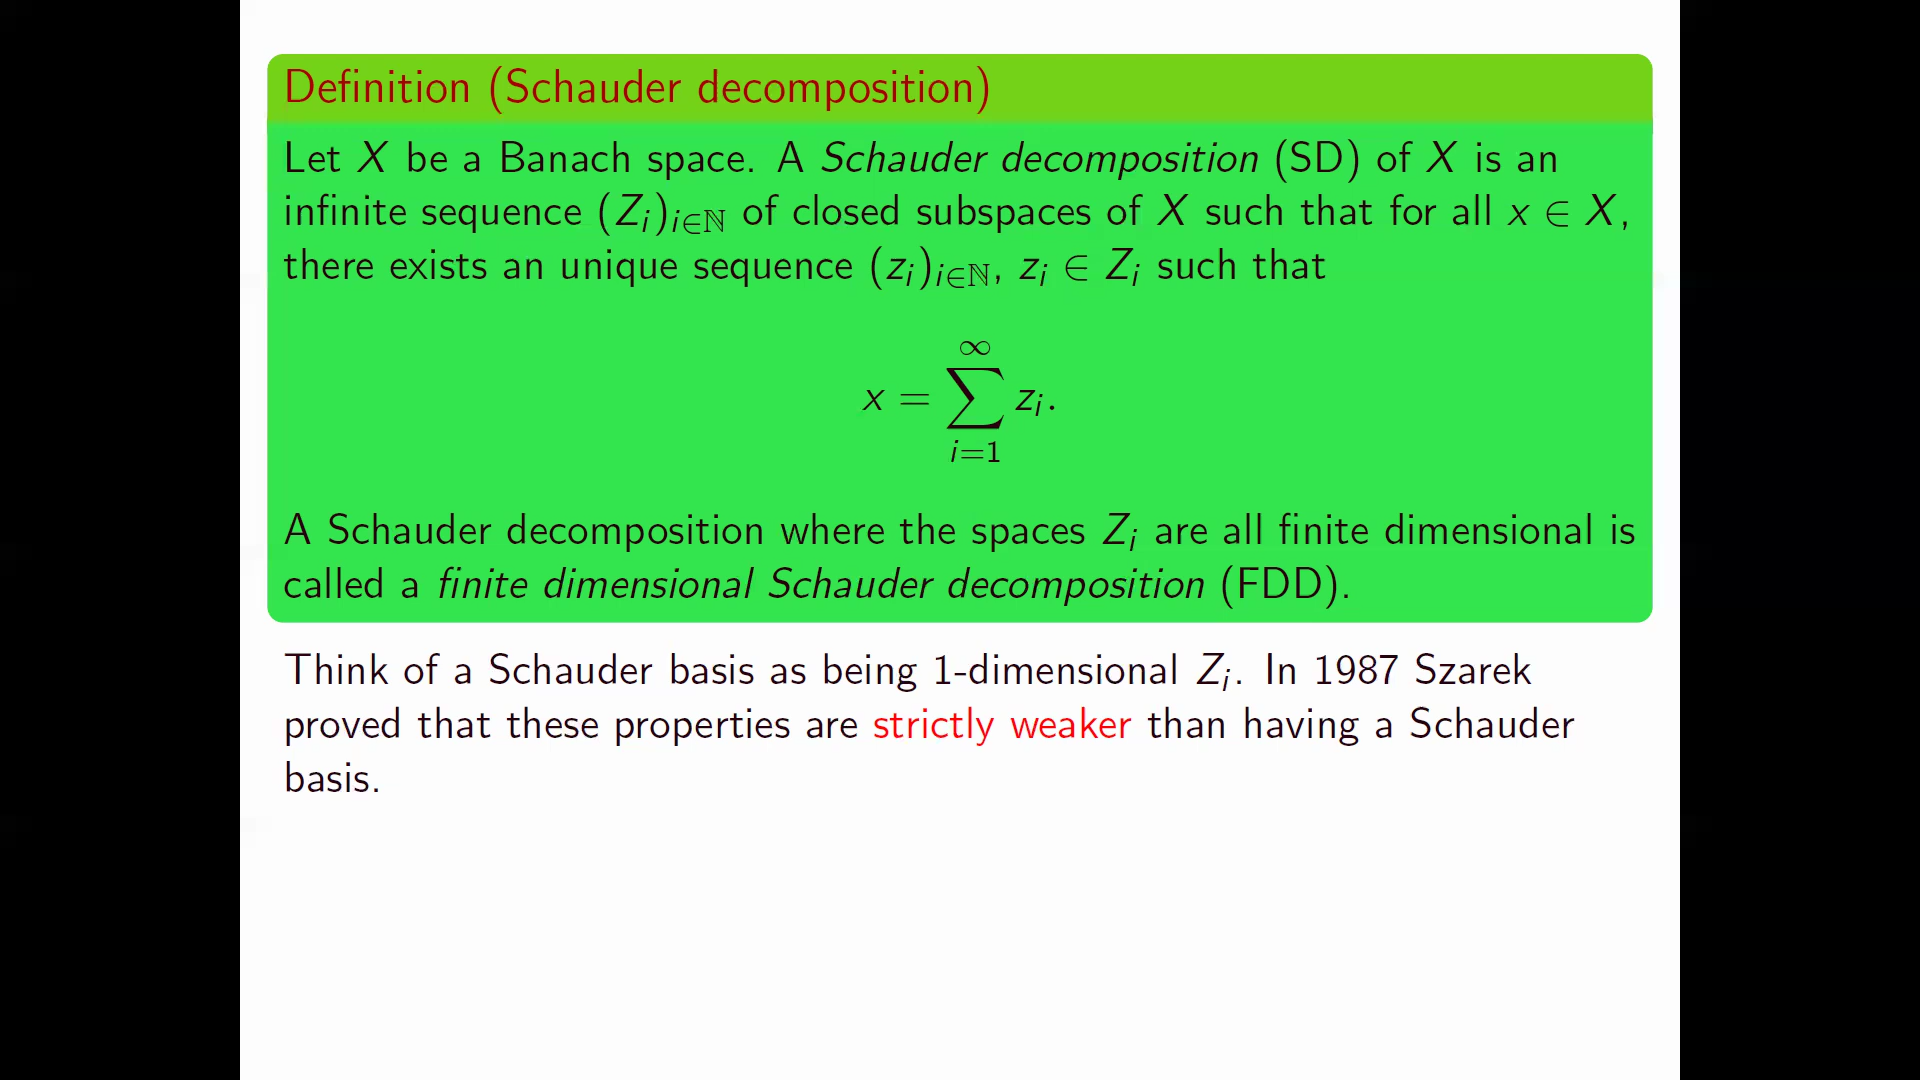 Definition (Schauder decomposition)
Let X be a Banach space. A Schauder decomposition (SD) of X is an
infinite sequence (Z_i)_{i∈ℕ} of closed subspaces of X such that for all x ∈ X,
there exists an unique sequence (z_i)_{i∈ℕ}, z_i ∈ Z_i such that
x = \sum_{i=1}^{∞} z_i.
A Schauder decomposition where the spaces Z_i are all finite dimensional is
called a finite dimensional Schauder decomposition (FDD).
Think of a Schauder basis as being 1-dimensional Z_i. In 1987 Szarek
proved that these properties are strictly weaker than having a Schauder
basis.